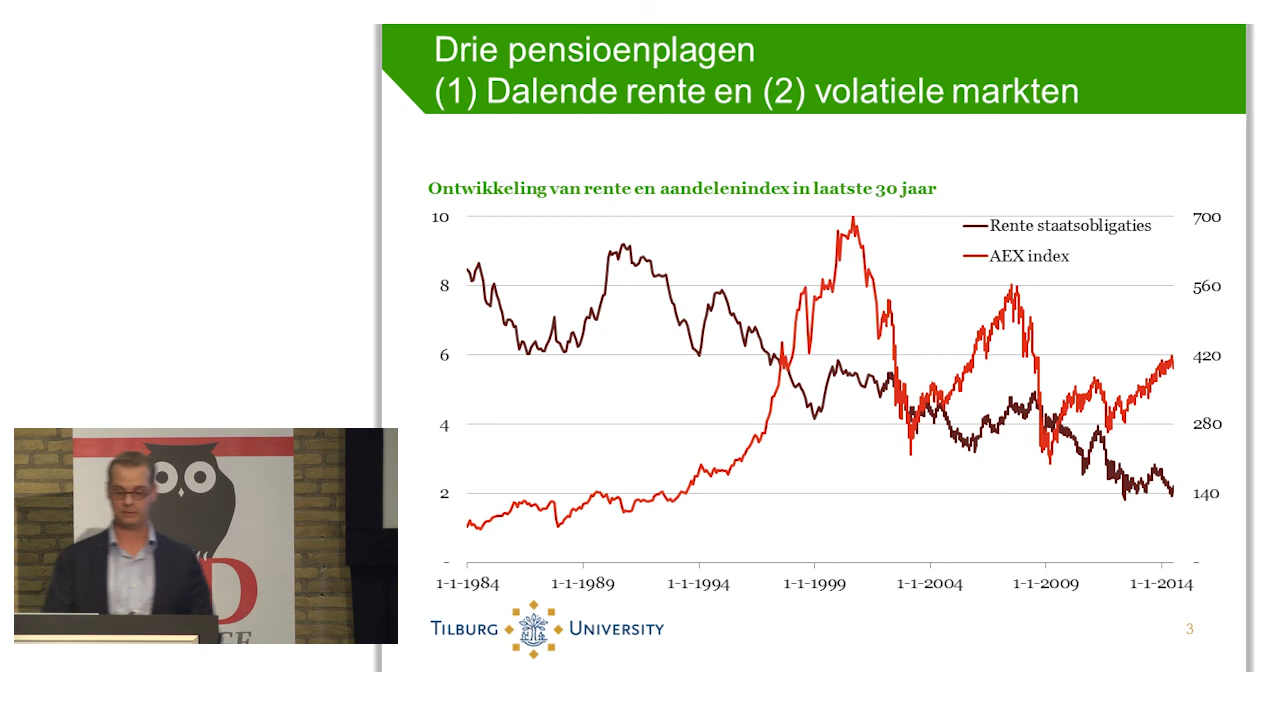 Drie pensioenplagen
(1) Dalende rente en (2) volatiele markten
Ontwikkeling van rente en aandelenindex in laatste 30 jaar
10
8
6
4
2
-
700
560
420
280
140
-
Rente staatsobligaties
AEX index
1-1-1984 1-1-1989 1-1-1994 1-1-1999 1-1-2004 1-1-2009 1-1-2014
TILBURG UNIVERSITY
3